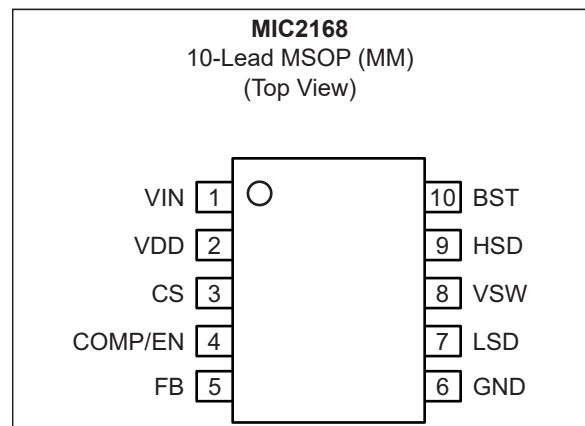 MIC2168
10-Lead MSOP (MM)
(Top View)
VIN 1 10 BST
VDD 2 9 HSD
CS 3 8 VSW
COMP/EN 4 7 LSD
FB 5 6 GND